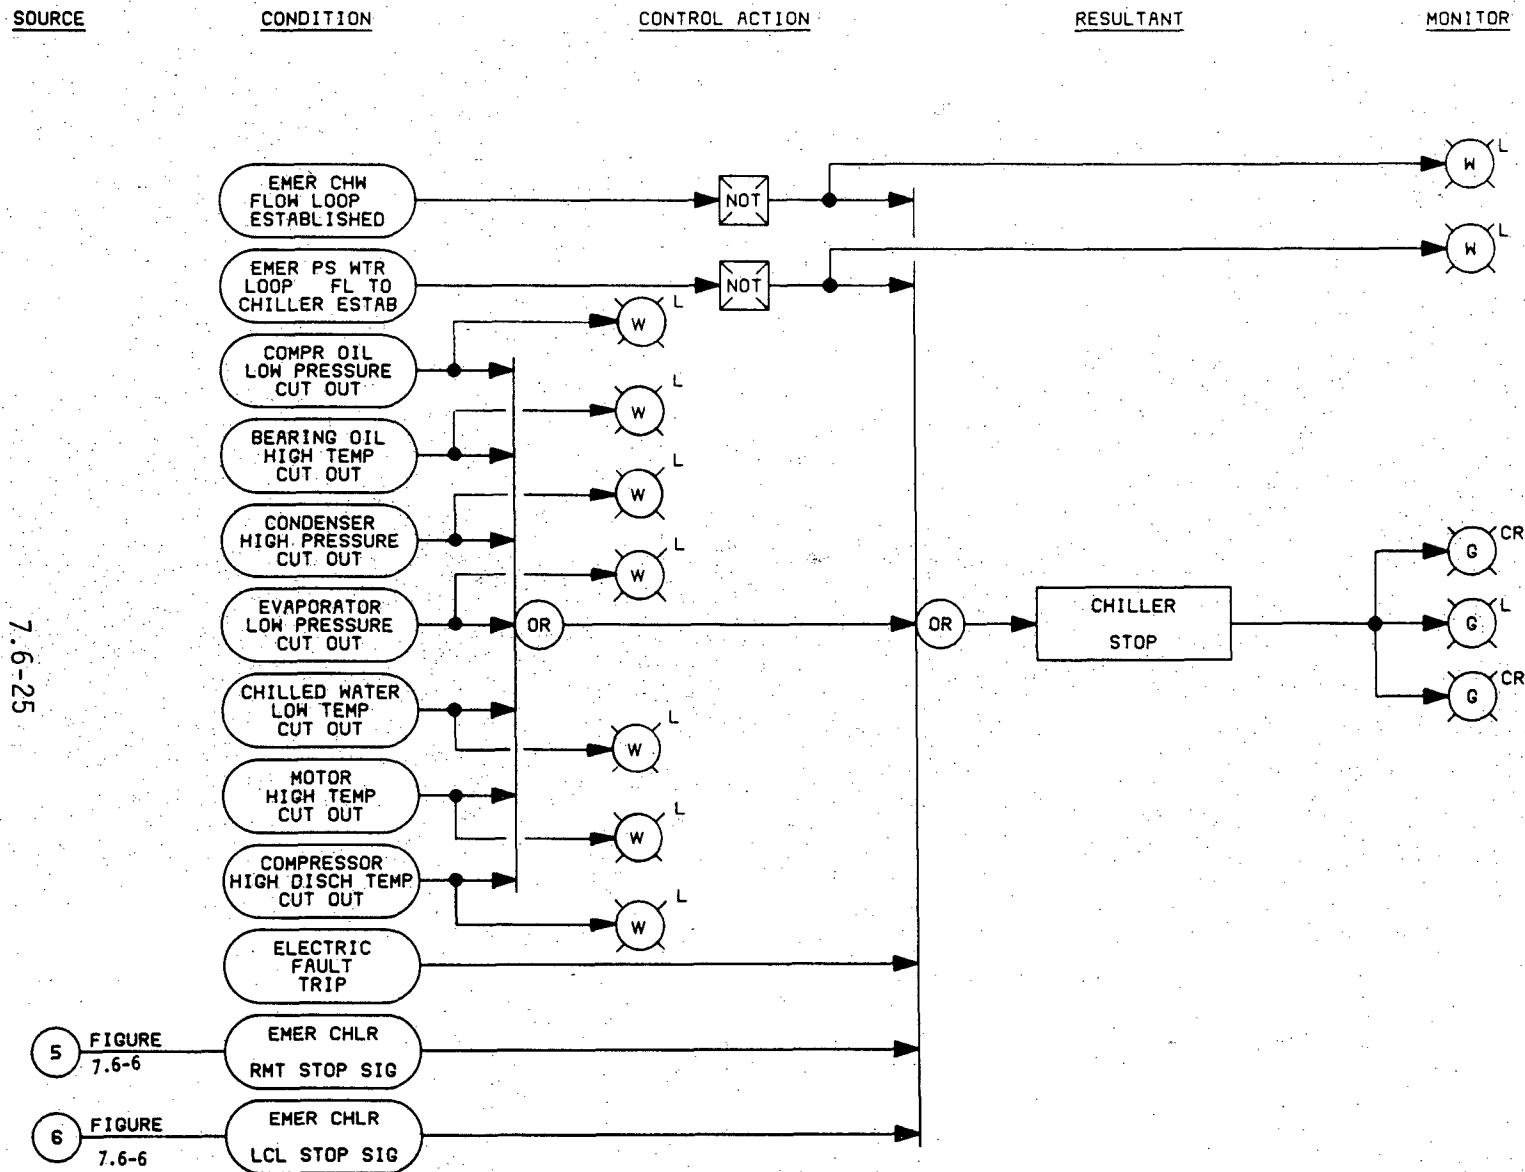 SOURCE CONDITION CONTROL ACTION RESULTANT MONITOR
L
W
EMER CHW
FLOW LOOP
ESTABLISHED
NOT
L
W
EMER PS WTR
LOOP FL TO
CHILLER ESTAB
NOT
L
W
COMPR OIL
LOW PRESSURE
CUT OUT
L
W
BEARING OIL
HIGH TEMP
CUT OUT
L
W
CONDENSER
HIGH PRESSURE
CUT OUT
L
W
EVAPORATOR
LOW PRESSURE
CUT OUT
OR
OR
CHILLER
STOP
CR
G
L
G
CR
G
CHILLED WATER
LOW TEMP
CUT OUT
L
W
MOTOR
HIGH TEMP
CUT OUT
L
W
COMPRESSOR
HIGH DISCH TEMP
CUT OUT
L
W
ELECTRIC
FAULT
TRIP
5
FIGURE
7.6-6
EMER CHLR
RMT STOP SIG
6
FIGURE
7.6-6
EMER CHLR
LCL STOP SIG
7.6-25